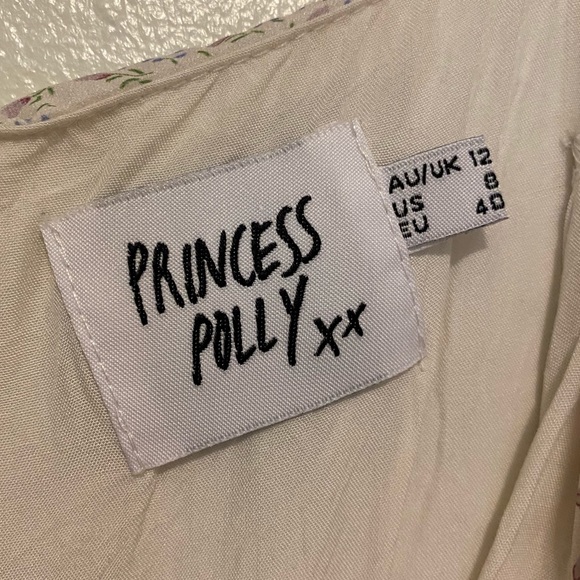 PRINCESS
POLLY xx
AU/UK 12
US 8
EU 40